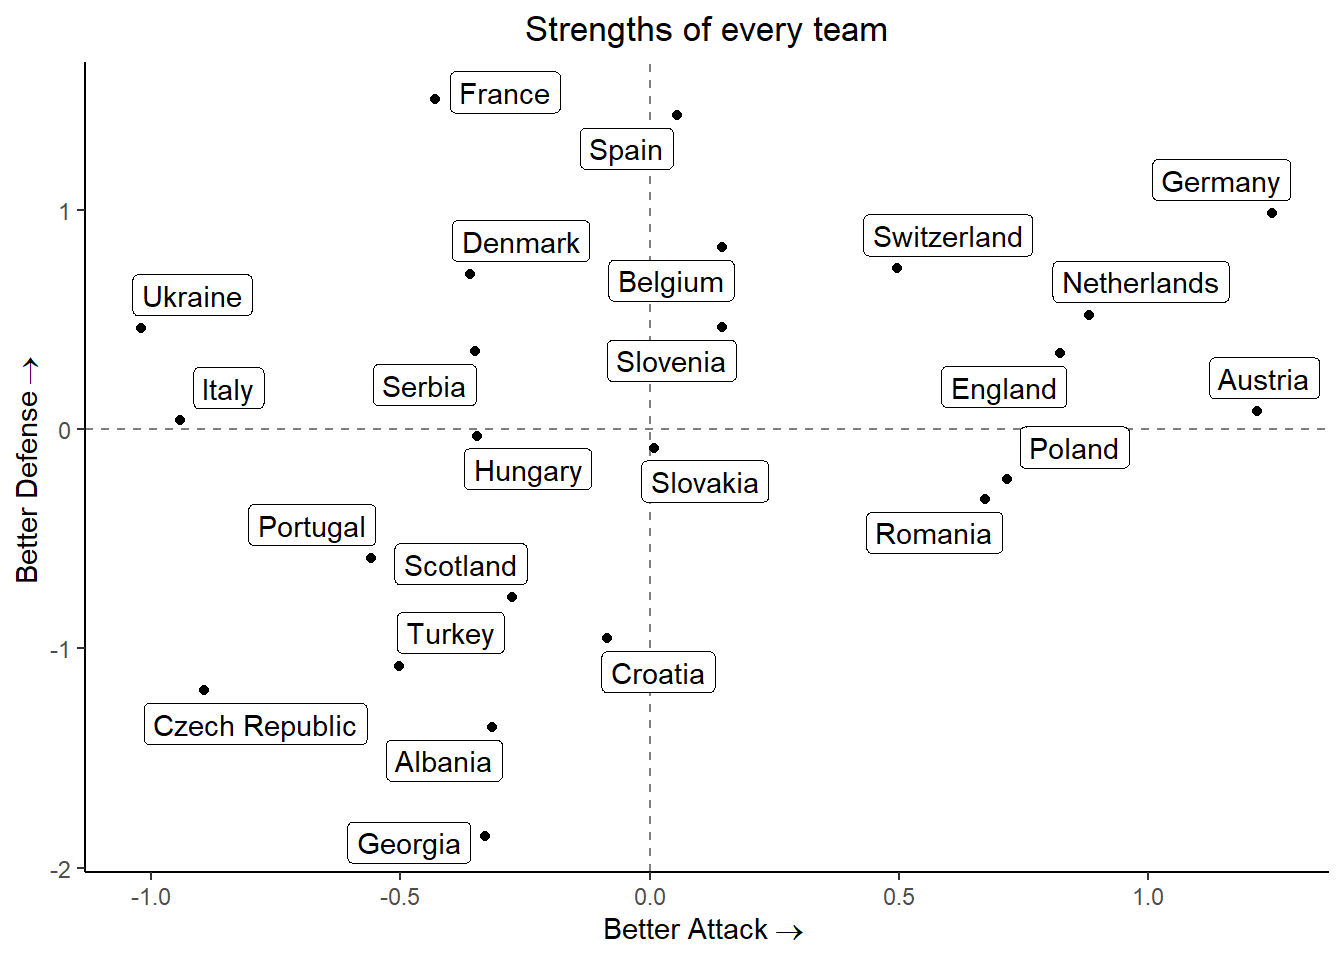 Strengths of every team
France
Spain
Germany
1
Denmark
Switzerland
Belgium
Netherlands
Ukraine
Slovenia
Italy
Serbia
England
Austria
Better Defense →
0
Poland
Hungary
Slovakia
Portugal
Romania
Scotland
Turkey
-1
Croatia
Czech Republic
Albania
Georgia
-2
-1.0 -0.5 0.0 0.5 1.0
Better Attack →